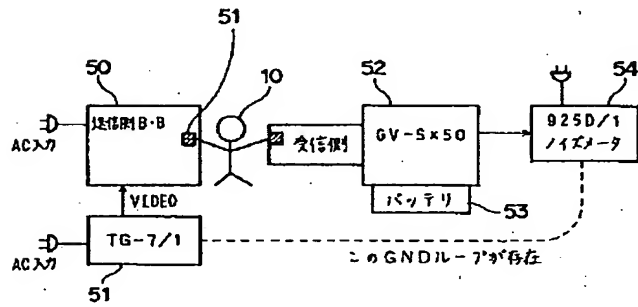 51
50
10
52
54
送信側B・B
AC入力
受信側
GV-S×50
925D/1
ノイズメータ
バッテリ
53
VIDEO
TG-7/1
AC入力
51
このGNDループが存在